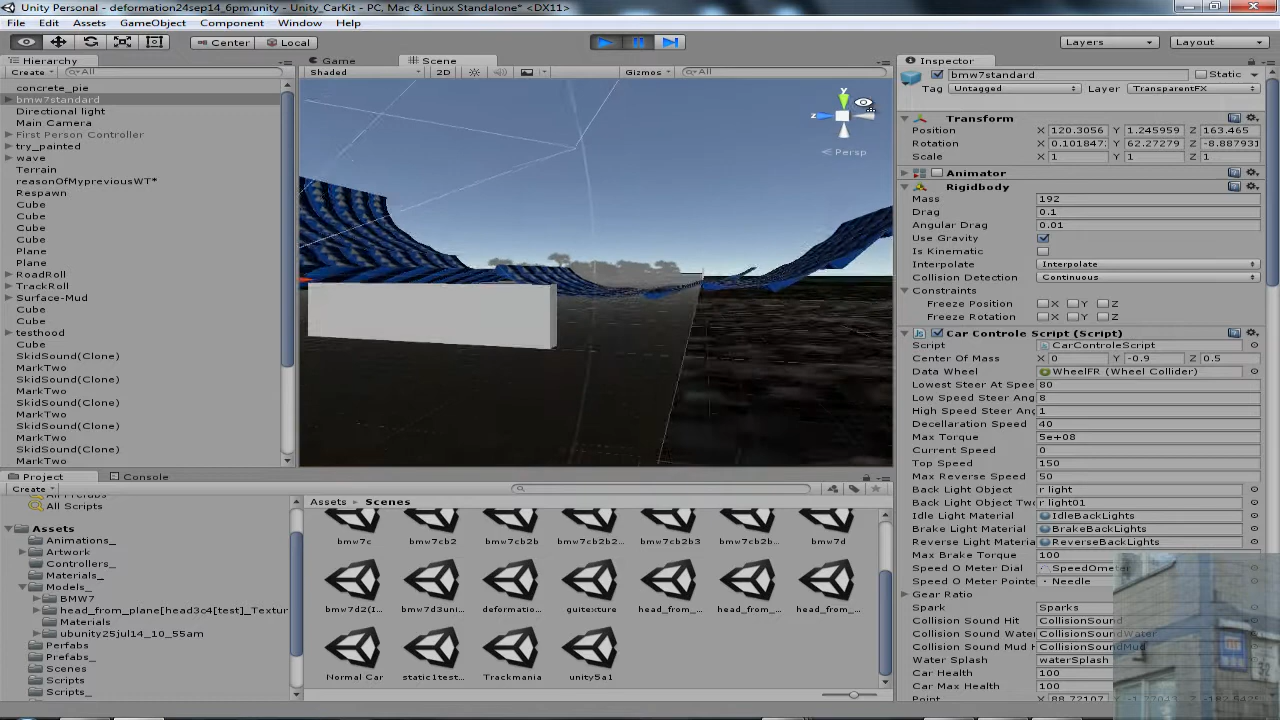 Unity Personal - deformation24sep14_6pm.unity - Unity_CarKit - PC, Mac & Linux Standalone* <DX11>
File Edit Assets GameObject Component Window Help
Center Local
Layers Layout
Hierarchy
Create All
concrete_pie
bmw7standard
Directional light
Main Camera
First Person Controller
try_painted
wave
Terrain
reasonOfMypreviousWT*
Respawn
Cube
Cube
Cube
Cube
Plane
Plane
RoadRoll
TrackRoll
Surface-Mud
Cube
Cube
testhood
Cube
SkidSound(Clone)
MarkTwo
SkidSound(Clone)
MarkTwo
SkidSound(Clone)
MarkTwo
SkidSound(Clone)
MarkTwo
SkidSound(Clone)
MarkTwo
Game Scene
Shaded 2D Gizmos All
y
z
Persp
Inspector
bmw7standard Static
Tag Untagged Layer TransparentFX
Transform
Position X 120.3056 Y 1.245959 Z 163.465
Rotation X 0.101847 Y 62.27279 Z -8.887931
Scale X 1 Y 1 Z 1
Animator
Rigidbody
Mass 192
Drag 0.1
Angular Drag 0.01
Use Gravity
Is Kinematic
Interpolate Interpolate
Collision Detection Continuous
Constraints
Freeze Position X Y Z
Freeze Rotation X Y Z
Car Controle Script (Script)
Script CarControleScript
Center Of Mass X 0 Y -0.9 Z 0.5
Data Wheel WheelFR (Wheel Collider)
Lowest Steer At Spee 80
Low Speed Steer Ang 8
High Speed Steer Ang 1
Decellaration Speed 40
Max Torque 5e+08
Current Speed 0
Top Speed 150
Max Reverse Speed 50
Back Light Object r light
Back Light Object Two r light01
Idle Light Material IdleBackLights
Brake Light Material BrakeBackLights
Reverse Light Materia ReverseBackLights
Max Brake Torque 100
Speed O Meter Dial SpeedOmeter
Speed O Meter Pointe Needle
Gear Ratio
Spark Sparks
Collision Sound Hit CollisionSound
Collision Sound Water CollisionSoundWater
Collision Sound Mud CollisionSoundMud
Water Splash waterSplash
Car Health 100
Car Max Health 100
Point
Project Console
Create
All Prefabs
All Scripts
Assets
Animations_
Artwork
Controllers_
Materials_
Models_
BMW7
head_from_plane[head3c4[test]_Textur
Materials
ubunity25jul14_10_55am
Perfabs
Prefabs_
Scenes
Scripts
Scripts_
Assets Scenes
bmw7c bmw7cb2 bmw7cb2b bmw7cb2b2... bmw7cb2b3 bmw7cb2b... bmw7d
bmw7d2(I... bmw7d3uni... deformatio... guitexture head_from_... head_from_... head_from_...
Normal Car static1test... Trackmania unity5a1